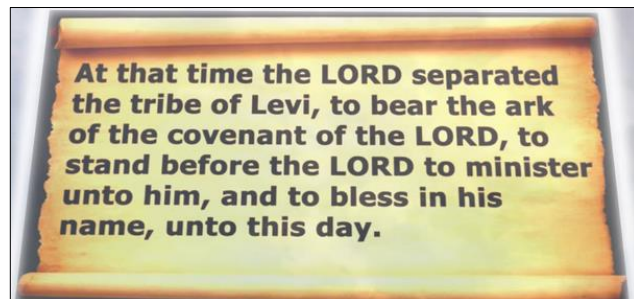 At that time the LORD separated
the tribe of Levi, to bear the ark
of the covenant of the LORD, to
stand before the LORD to minister
unto him, and to bless in his
name, unto this day.